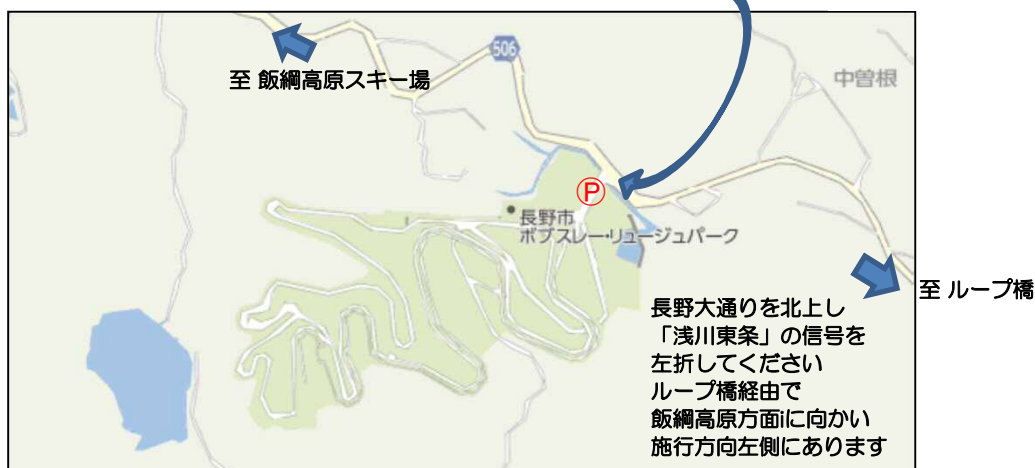 506
至 飯綱高原スキー場
中曽根
P
長野市
ボブスレー・リュージュパーク
至 ループ橋
長野大通りを北上し
「浅川東条」の信号を
左折してください
ループ橋経由で
飯綱高原方面iに向かい
施行方向左側にあります